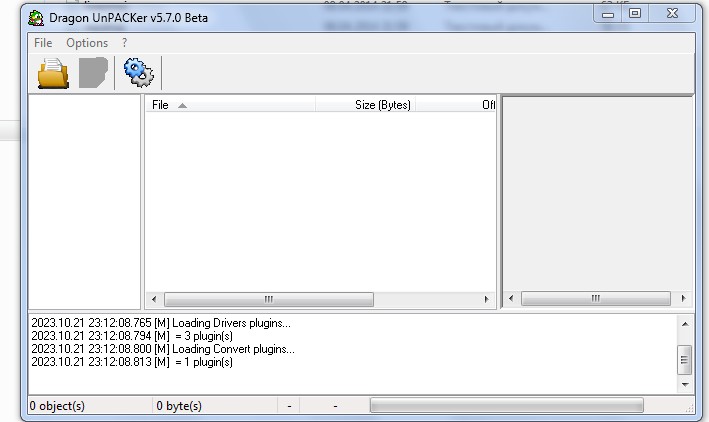 Dragon UnPACKer v5.7.0 Beta
File Options ?
File Size (Bytes) Off
2023.10.21 23:12:08.765 [M] Loading Drivers plugins...
2023.10.21 23:12:08.794 [M] = 3 plugin(s)
2023.10.21 23:12:08.800 [M] Loading Convert plugins...
2023.10.21 23:12:08.813 [M] = 1 plugin(s)
0 object(s) 0 byte(s) - -